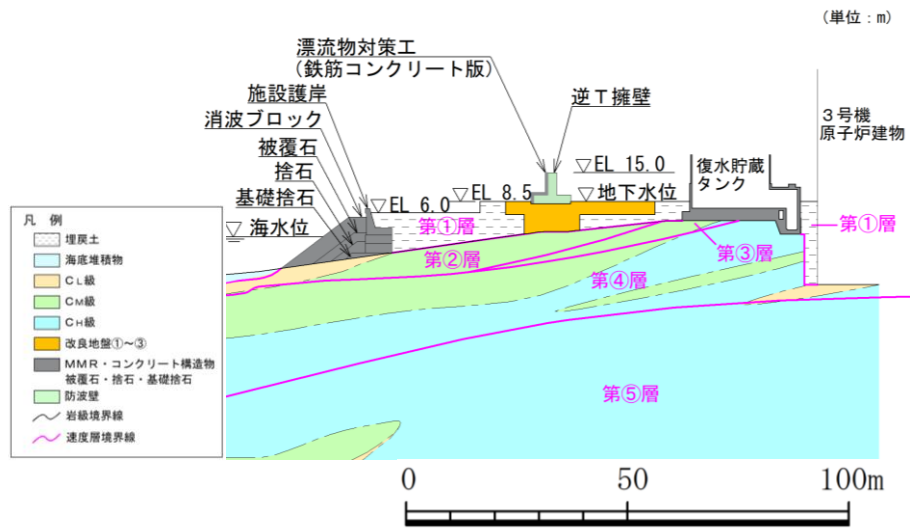 (単位：m)
漂流物対策工
(鉄筋コンクリート版)
施設護岸
消波ブロック
逆T擁壁
3号機
原子炉建物
被覆石
捨石
基礎捨石
▽EL 15.0
復水貯蔵
タンク
▽EL 8.5
▽地下水位
▽EL 6.0
▽海水位
第①層
第①層
第②層
第③層
第④層
第⑤層
凡 例
埋戻土
海底堆積物
CL級
CM級
CH級
改良地盤①～③
MMR・コンクリート構造物
被覆石・捨石・基礎捨石
防波壁
岩級境界線
速度層境界線
0 50 100m